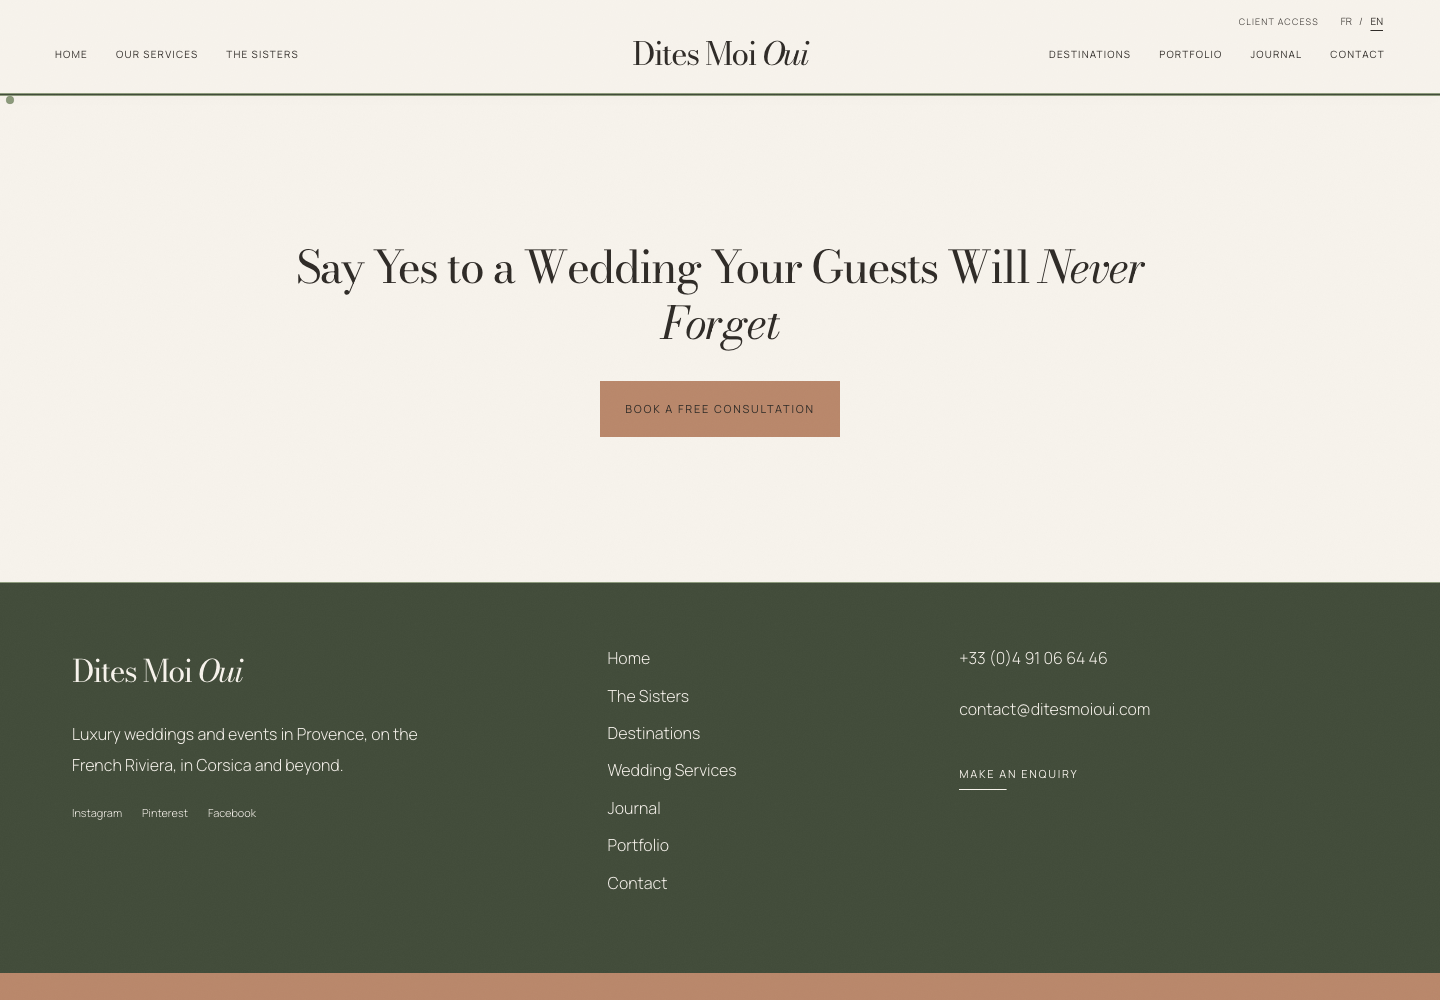 CLIENT ACCESS FR / EN
HOME OUR SERVICES THE SISTERS Dites Moi Oui DESTINATIONS PORTFOLIO JOURNAL CONTACT
Say Yes to a Wedding Your Guests Will Never
Forget
BOOK A FREE CONSULTATION
Dites Moi Oui
Luxury weddings and events in Provence, on the
French Riviera, in Corsica and beyond.
Instagram Pinterest Facebook
Home
The Sisters
Destinations
Wedding Services
Journal
Portfolio
Contact
+33 (0)4 91 06 64 46
contact@ditesmoioui.com
MAKE AN ENQUIRY